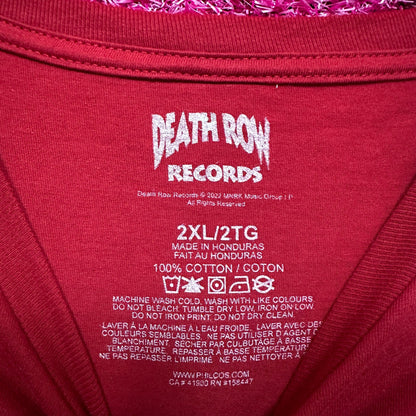 DEATH ROW
RECORDS
Death Row Records © 2022 MNRK Music Group LP
All Rights Reserved
2XL/2TG
MADE IN HONDURAS
FAIT AU HONDURAS
100% COTTON / COTON
MACHINE WASH COLD, WASH WITH LIKE COLOURS
DO NOT BLEACH. TUMBLE DRY LOW, IRON ON LOW
DO NOT IRON PRINT, DO NOT DRY CLEAN.
LAVER À LA MACHINE À L'EAU FROIDE. LAVER AVEC DES
COULEURS SEMBLABLES. NE PAS UTILISER D'AGENT DE
BLANCHIMENT. SÉCHER PAR CULBUTAGE À BASSE
TEMPÉRATURE. REPASSER À BASSE TEMPÉRATURE.
NE PAS REPASSER L'IMPRIMÉ. NE PAS NETTOYER À
WWW.PHILCOS.COM
CA# 41920 RN #158447